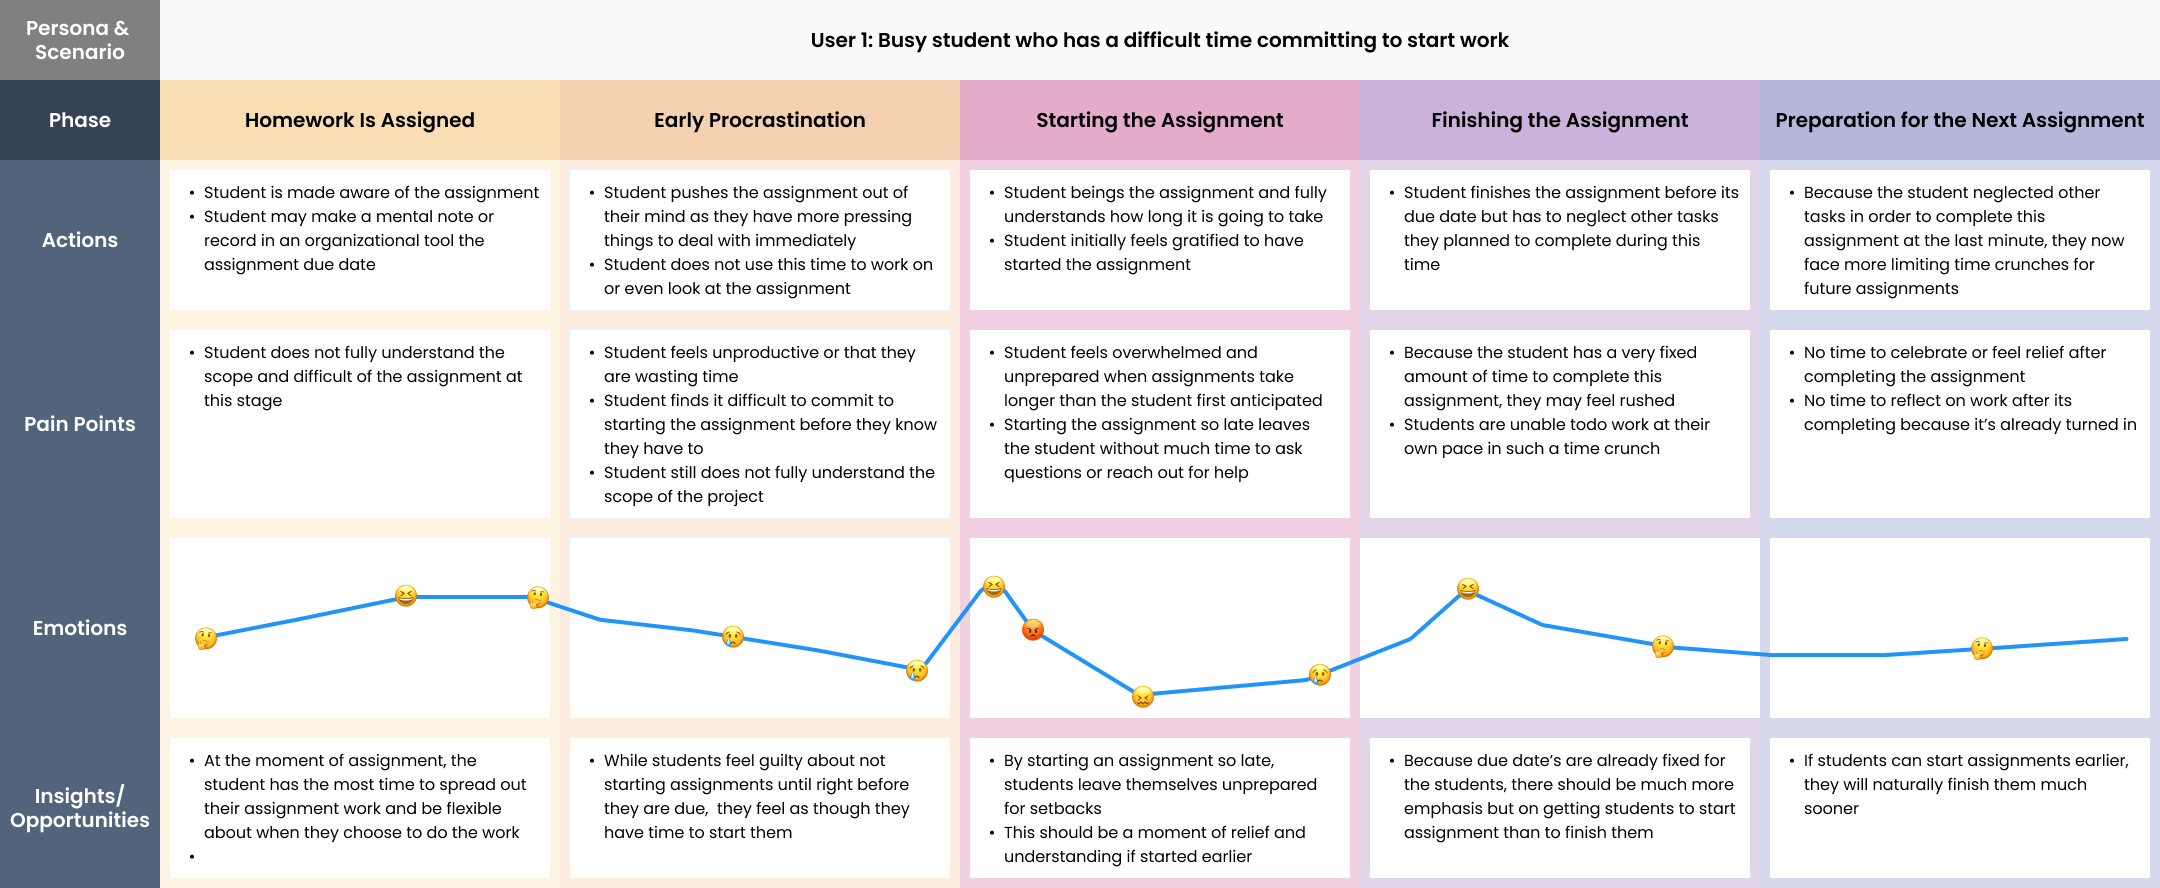 Persona &
Scenario
User 1: Busy student who has a difficult time committing to start work
Phase
Homework Is Assigned
Early Procrastination
Starting the Assignment
Finishing the Assignment
Preparation for the Next Assignment
Actions
• Student is made aware of the assignment
• Student may make a mental note or
record in an organizational tool the
assignment due date
• Student pushes the assignment out of
their mind as they have more pressing
things to deal with immediately
• Student does not use this time to work on
or even look at the assignment
• Student beings the assignment and fully
understands how long it is going to take
• Student initially feels gratified to have
started the assignment
• Student finishes the assignment before its
due date but has to neglect other tasks
they planned to complete during this
time
• Because the student neglected other
tasks in order to complete this
assignment at the last minute, they now
face more limiting time crunches for
future assignments
Pain Points
• Student does not fully understand the
scope and difficult of the assignment at
this stage
• Student feels unproductive or that they
are wasting time
• Student finds it difficult to commit to
starting the assignment before they know
they have to
• Student still does not fully understand the
scope of the project
• Student feels overwhelmed and
unprepared when assignments take
longer than the student first anticipated
• Starting the assignment so late leaves
the student without much time to ask
questions or reach out for help
• Because the student has a very fixed
amount of time to complete this
assignment, they may feel rushed
• Students are unable todo work at their
own pace in such a time crunch
• No time to celebrate or feel relief after
completing the assignment
• No time to reflect on work after its
completing because it's already turned in
Emotions
Insights/
Opportunities
• At the moment of assignment, the
student has the most time to spread out
their assignment work and be flexible
about when they choose to do the work
•
• While students feel guilty about not
starting assignments until right before
they are due,  they feel as though they
have time to start them
• By starting an assignment so late,
students leave themselves unprepared
for setbacks
• This should be a moment of relief and
understanding if started earlier
• Because due date's are already fixed for
the students, there should be much more
emphasis but on getting students to start
assignment than to finish them
• If students can start assignments earlier,
they will naturally finish them much
sooner